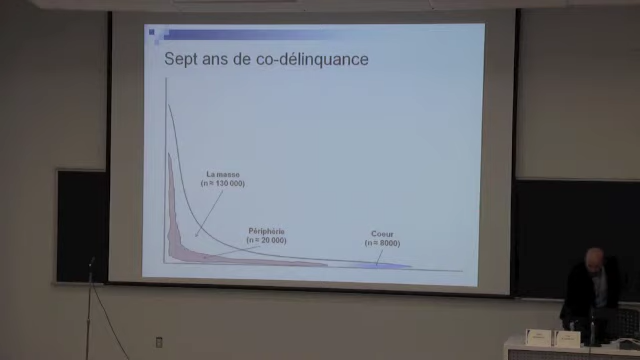 Sept ans de co-délinquance
La masse
(n ≈ 130 000)
Périphérie
(n ≈ 20 000)
Coeur
(n ≈ 8000)